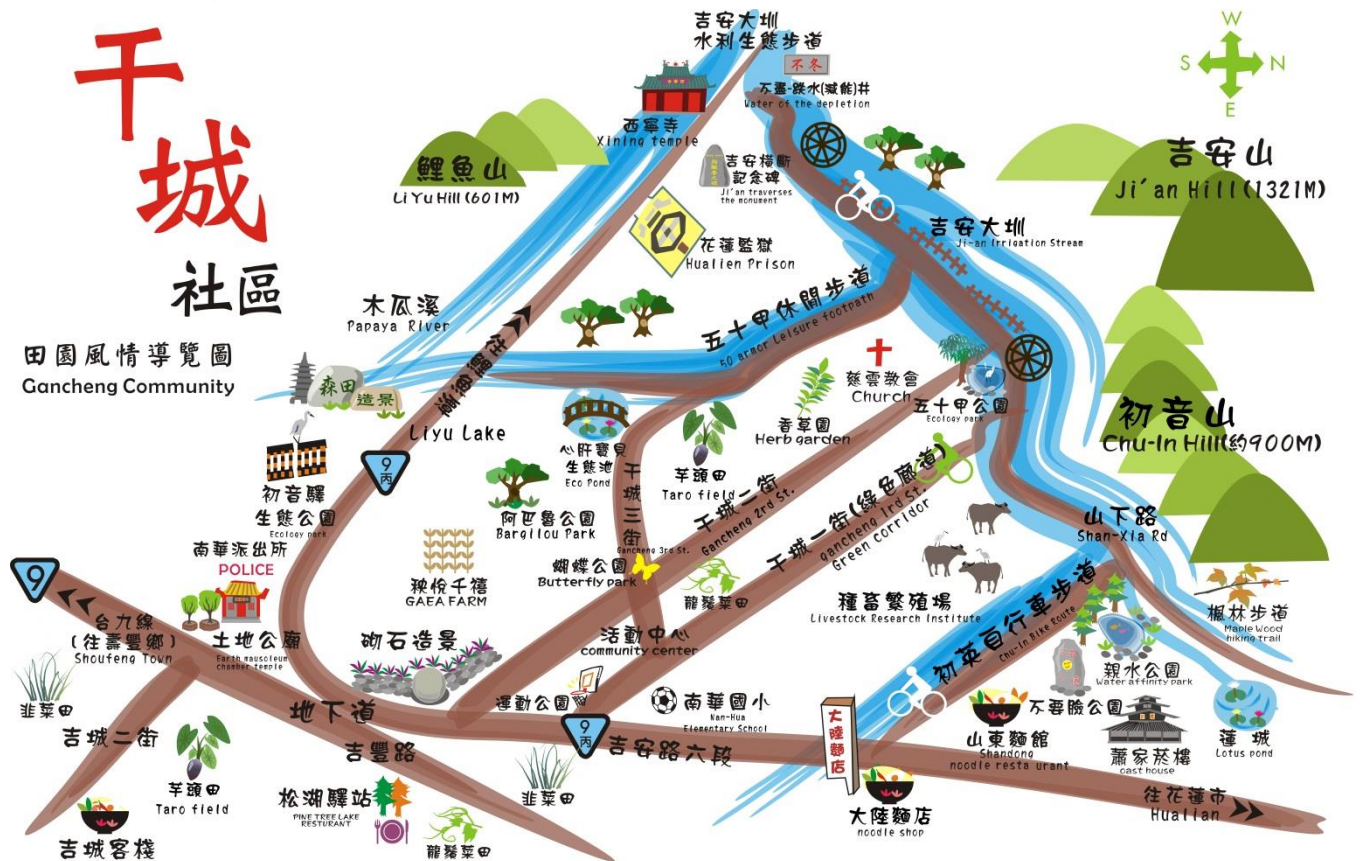 干城
社區
田園風情導覽圖
Gancheng Community
吉安大圳
水利生態步道
不冬
不盡-跌水(減能)井
Water of the depletion
W
S
N
E
西寧寺
Xining temple
鯉魚山
Li Yu Hill (601M)
吉安橫斷
記念碑
Ji'an traverses
the monument
吉安山
Ji'an Hill (1321M)
花蓮監獄
Hualien Prison
吉安大圳
Ji-an Irrigation Stream
木瓜溪
Papaya River
五十甲休閒步道
50 armor Leisure footpath
往鯉魚潭
Liyu Lake
森田
造景
慈雲教會
Church
五十甲公園
Ecology park
初音山
Chu-In Hill(約900M)
香草園
Herb garden
心肝寶貝
生態池
Eco Pond
芋頭田
Taro field
9
丙
初音驛
生態公園
Ecology park
阿巴魯公園
Bargilou Park
干城三街
Gancheng 3rd St.
干城二街
Gancheng 2rd St.
干城一街(綠色廊道)
gancheng 1rd St.
Green corridor
山下路
Shan-Xia Rd
南華派出所
POLICE
秧悅千禧
GAEA FARM
蝴蝶公園
Butterfly park
龍鬚菜田
種畜繁殖場
Livestock Research Institute
初英自行車步道
Chu-In Bike Route
楓林步道
Maple Wood
hiking trail
9
台九線
(往壽豐鄉)
Shoufeng Town
土地公廟
Earth mausoleum
chamber temple
砌石造景
活動中心
community center
親水公園
Water affinity park
不要臉公園
韭菜田
地下道
運動公園
9
丙
南華國小
Nan-Hua
Elementary School
大陸麵店
山東麵館
Shandong
noodle resta urant
蕭家菸樓
oast house
蓮城
Lotus pond
吉城二街
吉豐路
吉安路六段
芋頭田
Taro field
松湖驛站
PINE TREE LAKE
RESTURANT
韭菜田
大陸麵店
noodle shop
往花蓮市
Hualian
吉城客棧
龍鬚菜田